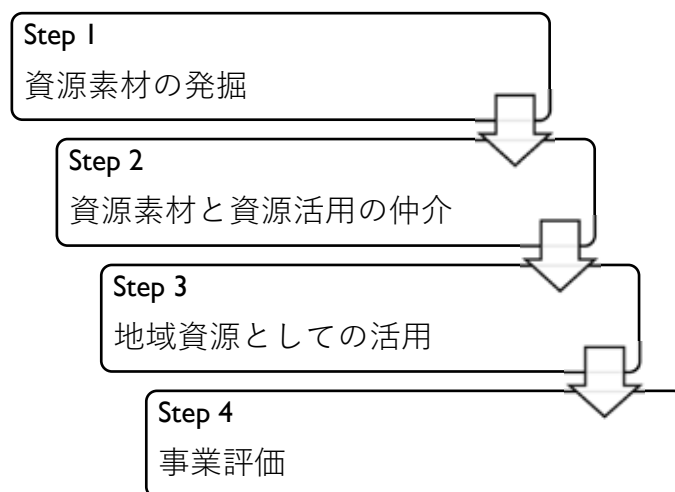 Step 1
資源素材の発掘
Step 2
資源素材と資源活用の仲介
Step 3
地域資源としての活用
Step 4
事業評価